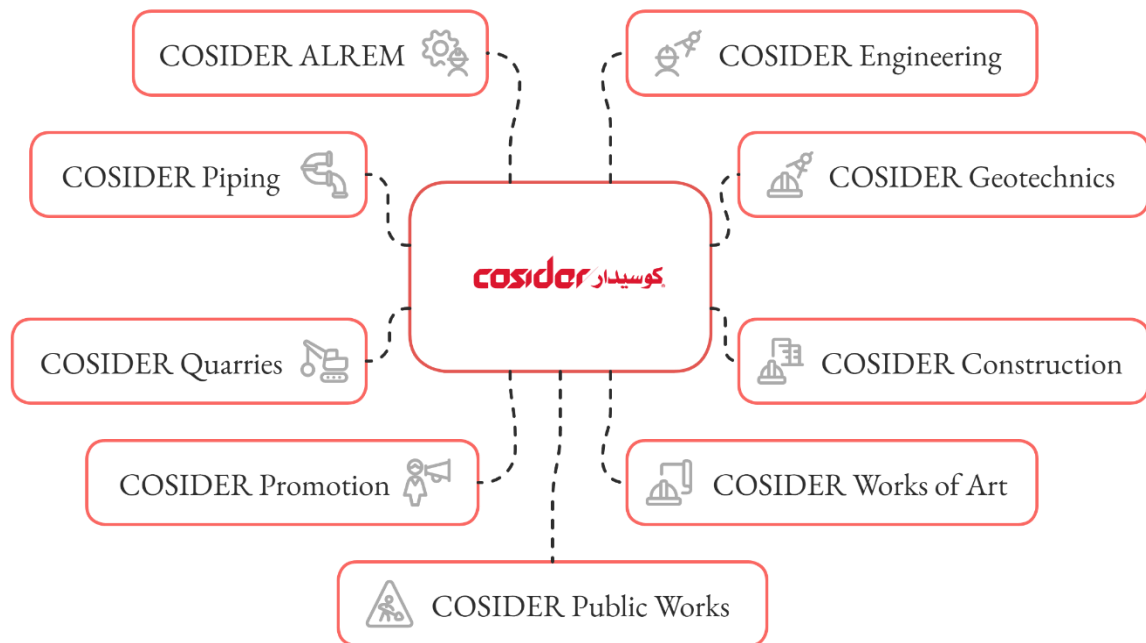 COSIDER ALREM
COSIDER Engineering
COSIDER Piping
COSIDER Geotechnics
cosider كوسيدار
COSIDER Quarries
COSIDER Construction
COSIDER Promotion
COSIDER Works of Art
COSIDER Public Works